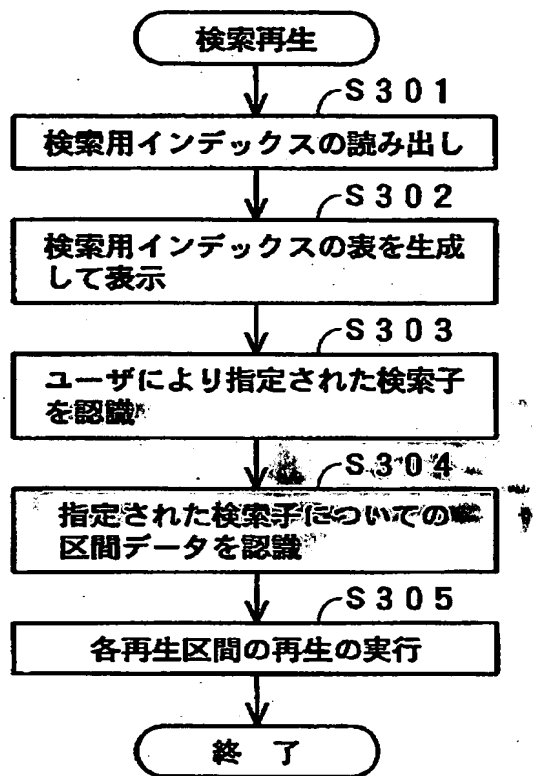 検索再生
S301
検索用インデックスの読み出し
S302
検索用インデックスの表を生成
して表示
S303
ユーザにより指定された検索子
を認識
S304
指定された検索子についての
区間データを認識
S305
各再生区間の再生の実行
終 了